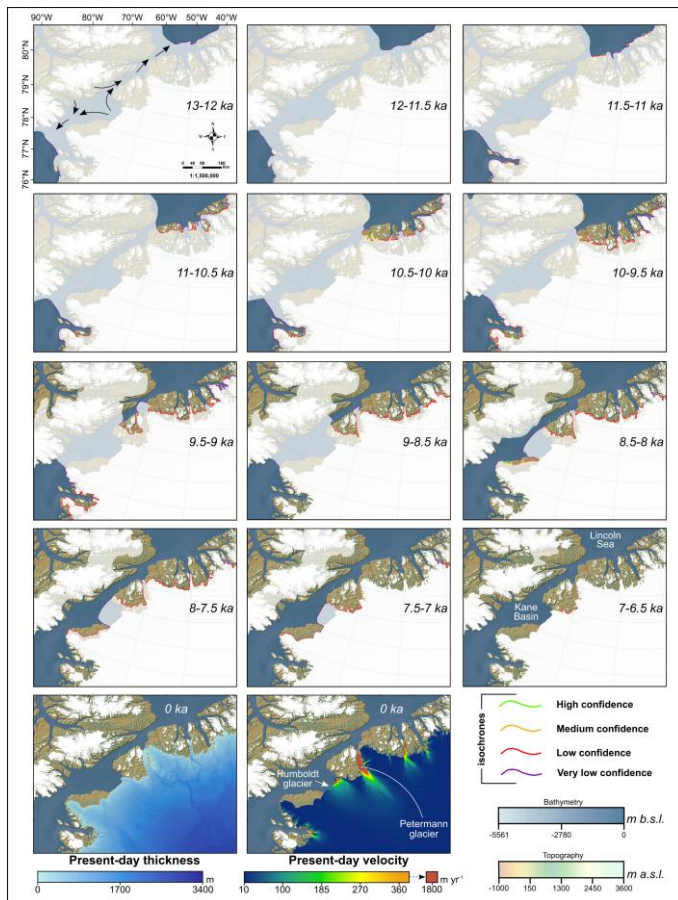 90°W 80°W 70°W 60°W 50°W 40°W
80°N
79°N
78°N
77°N
76°N
N
W E
S
1:1,550,000
13-12 ka
12-11.5 ka
11.5-11 ka
11-10.5 ka
10.5-10 ka
10-9.5 ka
9.5-9 ka
9-8.5 ka
8.5-8 ka
8-7.5 ka
7.5-7 ka
Lincoln
Sea
Kane
Basin
7-6.5 ka
0 ka
0 ka
Humboldt
glacier
Petermann
glacier
isochrones
High confidence
Medium confidence
Low confidence
Very low confidence
Bathymetry
m b.s.l.
-5561 -2780 0
Topography
m a.s.l.
-1000 150 1300 2450 3600
Present-day thickness
m
0 1700 3400
Present-day velocity
m yr⁻¹
10 100 185 270 360 1800